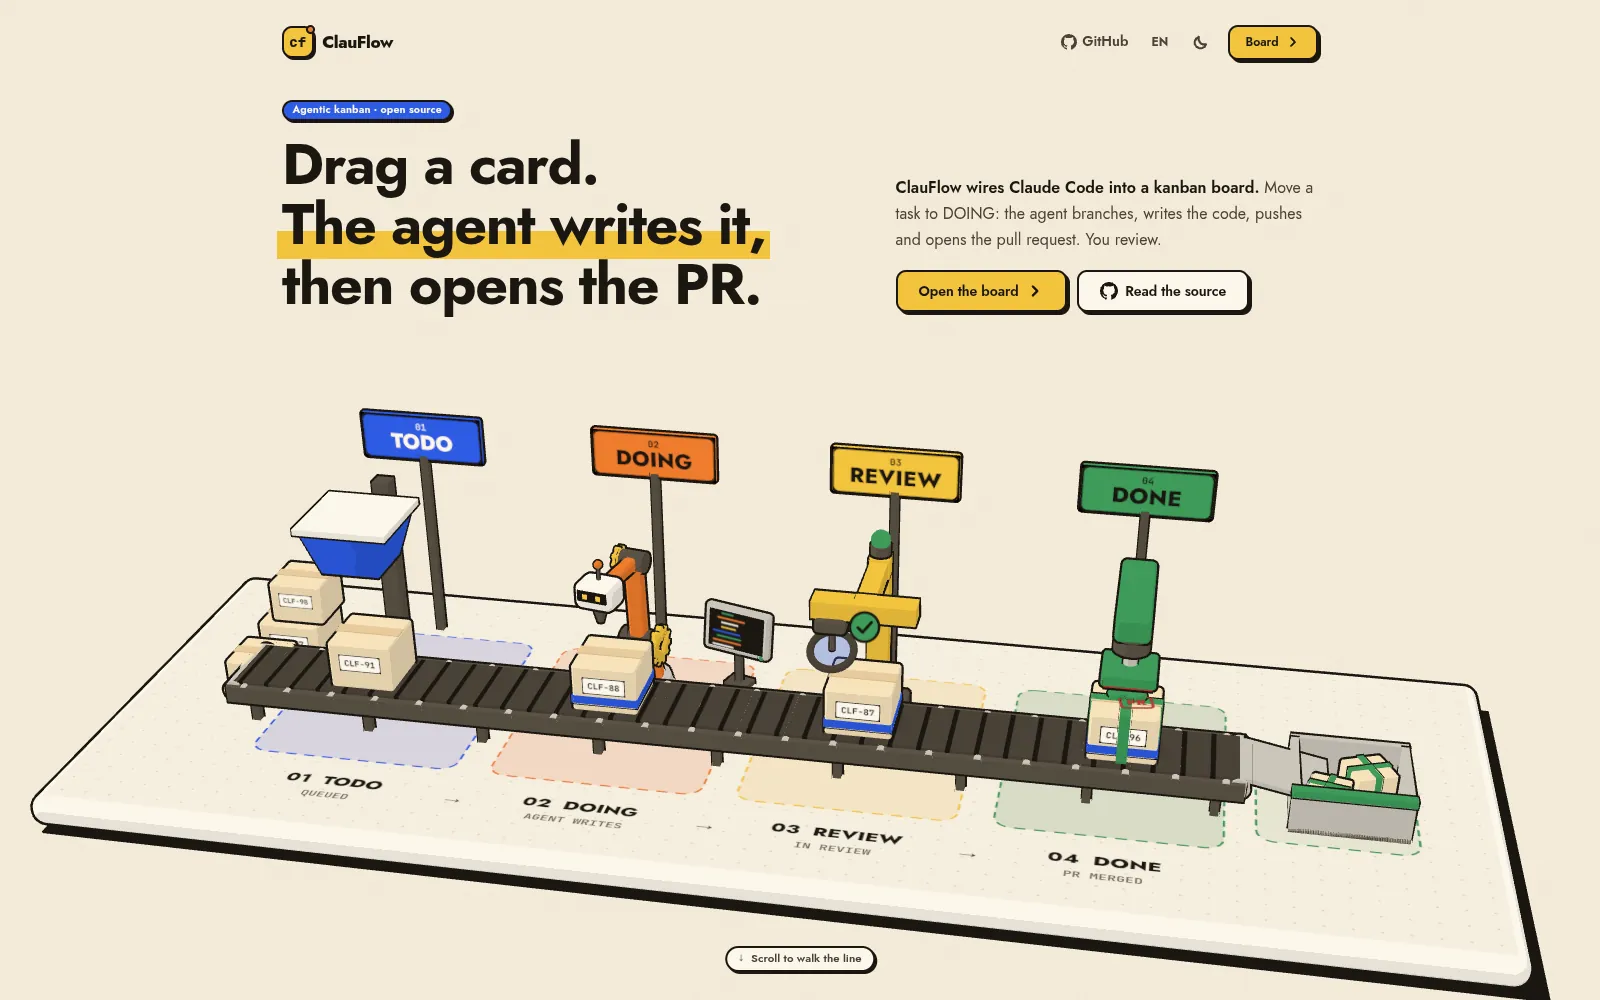 cf ClauFlow
GitHub EN Board
Agentic kanban · open source
Drag a card.
The agent writes it,
then opens the PR.
ClauFlow wires Claude Code into a kanban board. Move a
task to DOING: the agent branches, writes the code, pushes
and opens the pull request. You review.
Open the board
Read the source
01
TODO
02
DOING
03
REVIEW
04
DONE
CLF-98
CLF-91
CLF-88
CLF-87
01 TODO
QUEUED
→
02 DOING
AGENT WRITES
→
03 REVIEW
IN REVIEW
→
04 DONE
PR MERGED
↓ Scroll to walk the line